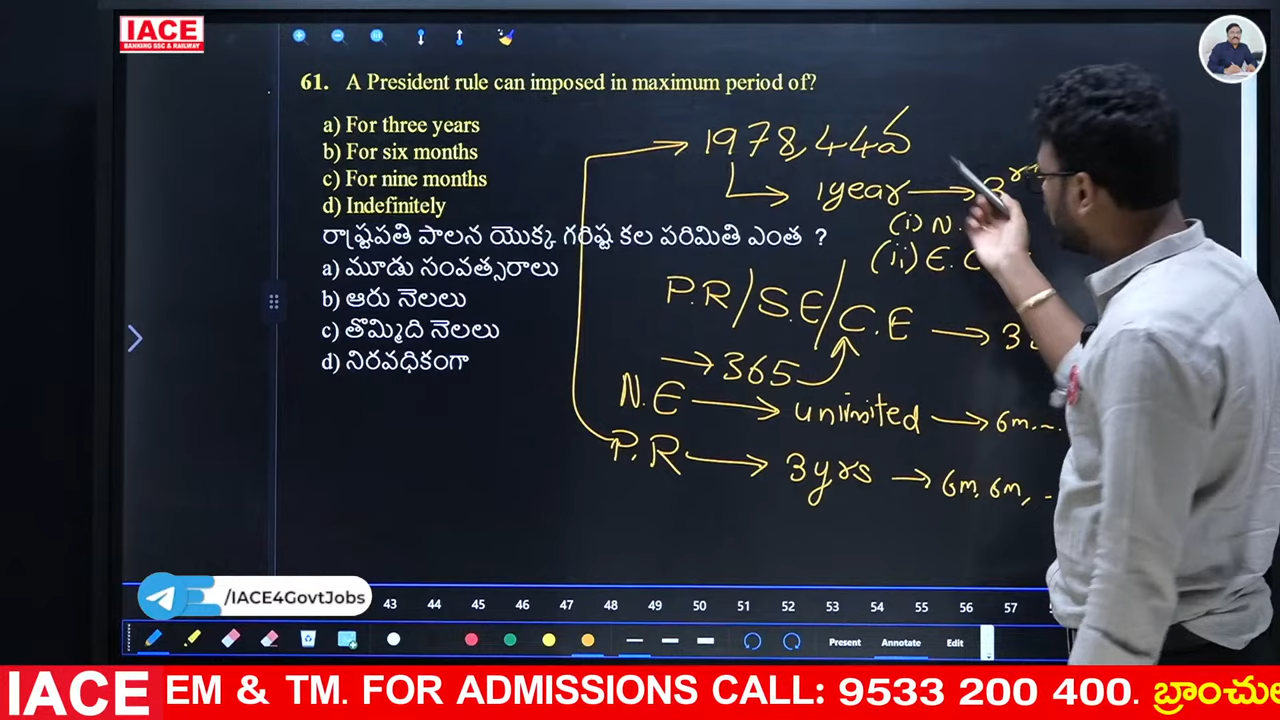 IACE
BANKING SSC & RAILWAY
61. A President rule can imposed in maximum period of?
a) For three years
b) For six months
c) For nine months
d) Indefinitely
రాష్ట్రపతి పాలన యొక్క గరిష్ట కల పరిమితి ఎంత ?
a) మూడు సంవత్సరాలు
b) ఆరు నెలలు
c) తొమ్మిది నెలలు
d) నిరవధికంగా
→ 1978, 44వ
→ 1year →
(i) N.
(ii) E.
P.R/S.E/C.E →
→ 365
N.E → unlimited → 6m.
P.R → 3yrs → 6m, 6m,
/IACE4GovtJobs
43 44 45 46 47 48 49 50 51 52 53 54 55 56 57
Present Annotate Edit
IACE EM & TM. FOR ADMISSIONS CALL: 9533 200 400.